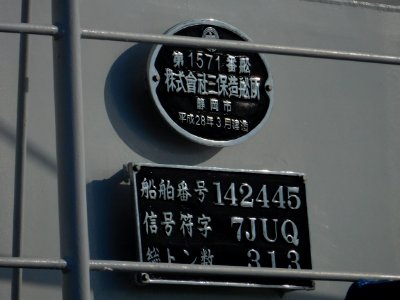 第1571番船
株式會社三保造船所
静岡市
平成28年3月建造
船舶番号 142445
信号符字 7JUQ
総トン数 313